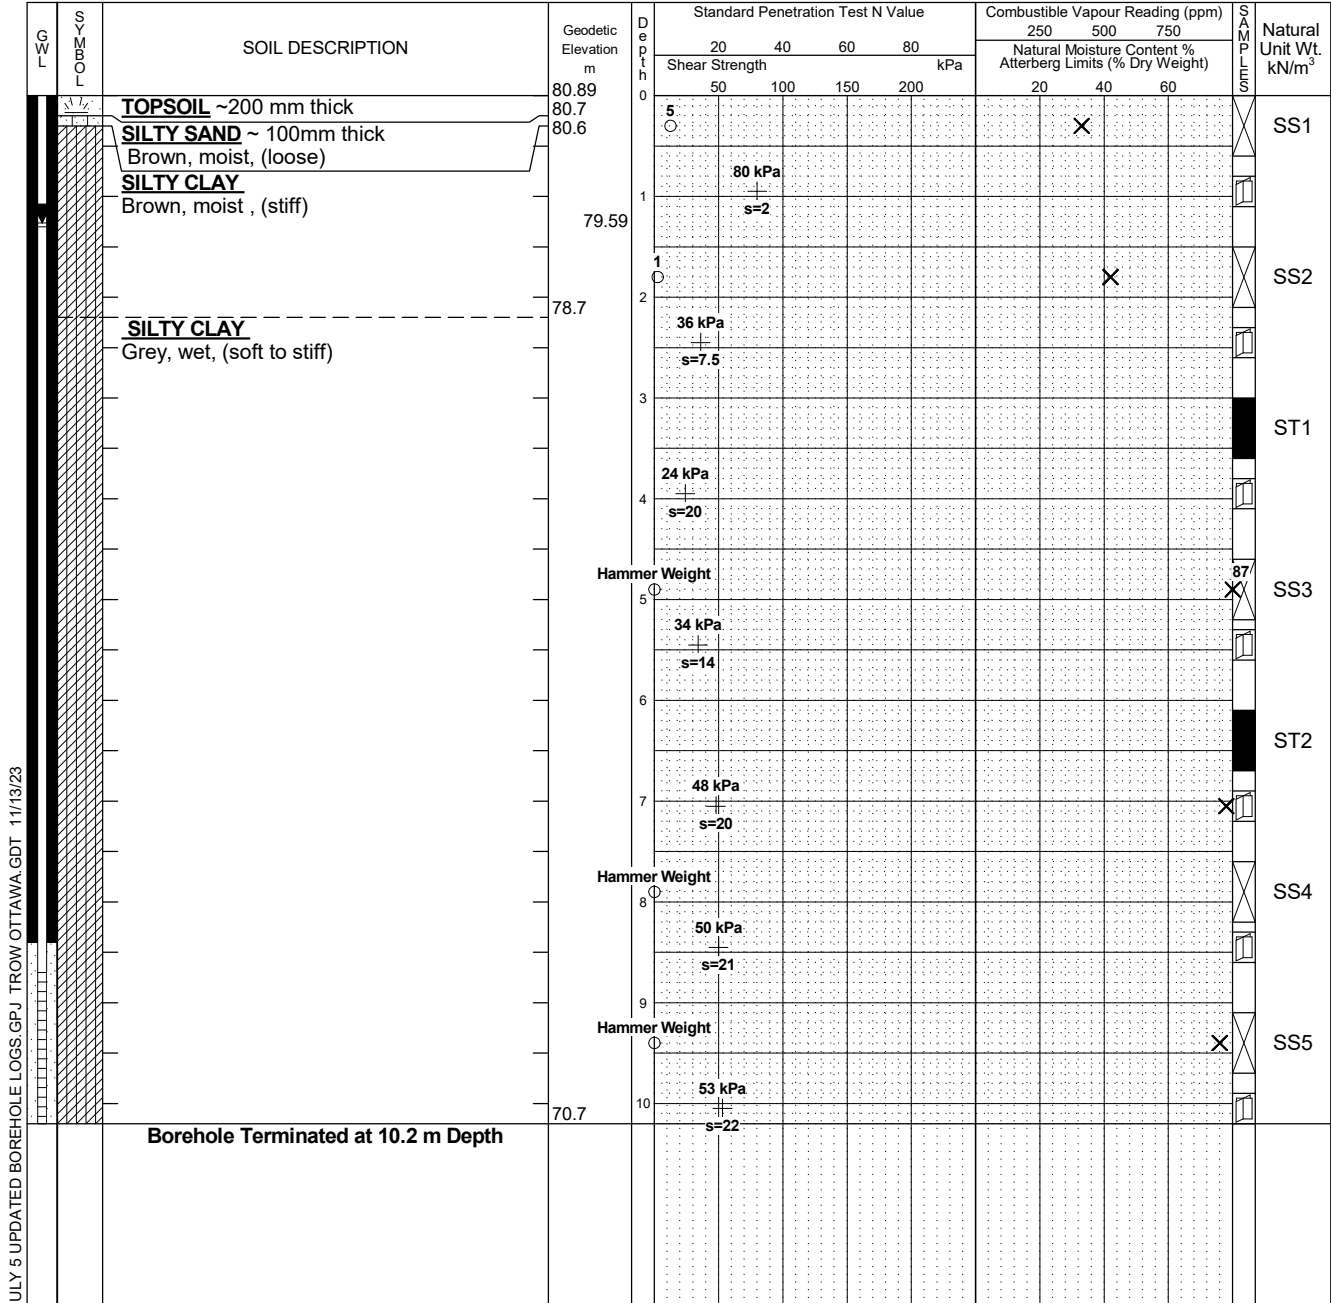 GWL
SYMBOL
SOIL DESCRIPTION
Geodetic
Elevation
m
Depth
Standard Penetration Test N Value
20 40 60 80
Shear Strength kPa
50 100 150 200
Combustible Vapour Reading (ppm)
250 500 750
Natural Moisture Content %
Atterberg Limits (% Dry Weight)
20 40 60
SAMPLES
Natural
Unit Wt.
kN/m³
80.89
0
TOPSOIL ~200 mm thick
80.7
SILTY SAND ~ 100mm thick
80.6
Brown, moist, (loose)
5
SS1
SILTY CLAY
Brown, moist , (stiff)
80 kPa
1
s=2
79.59
1
SS2
2
78.7
SILTY CLAY
Grey, wet, (soft to stiff)
36 kPa
s=7.5
3
ST1
24 kPa
4
s=20
Hammer Weight
87
SS3
5
34 kPa
s=14
6
ST2
48 kPa
7
s=20
Hammer Weight
SS4
8
50 kPa
s=21
9
Hammer Weight
SS5
53 kPa
10
70.7
s=22
Borehole Terminated at 10.2 m Depth
ULY 5 UPDATED BOREHOLE LOGS.GPJ TROW OTTAWA.GDT 11/13/23